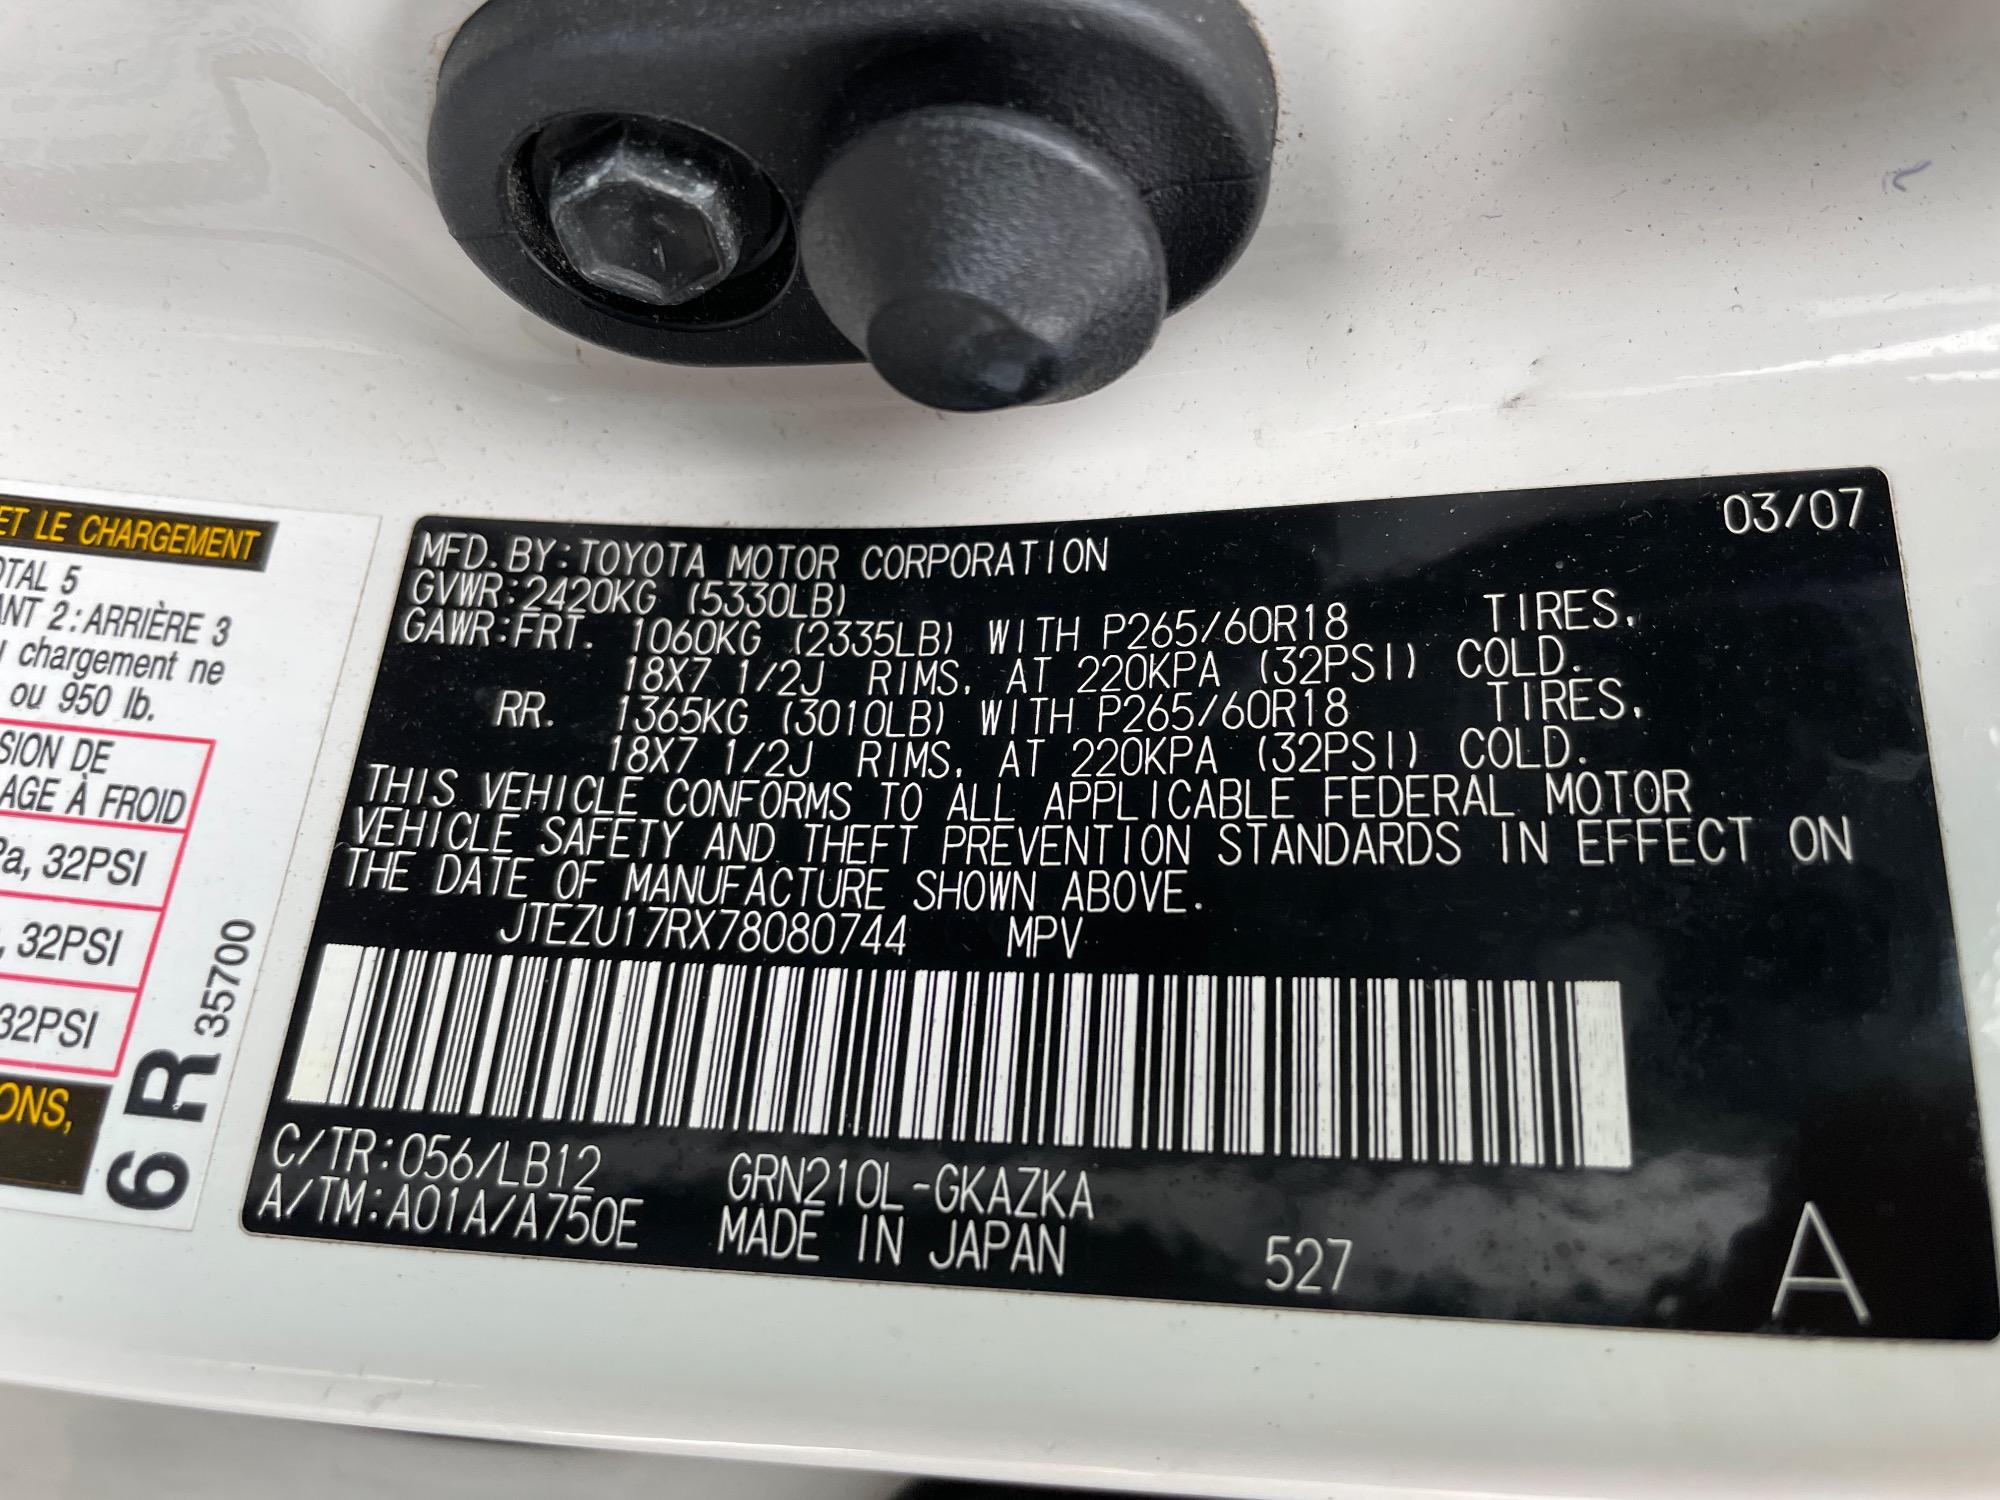 ET LE CHARGEMENT
OTAL 5
ANT 2:ARRIÈRE 3
chargement ne
ou 950 lb.
SION DE
AGE À FROID
Pa, 32PSI
, 32PSI
32PSI
ONS,
6R 35700
03/07
MFD.BY:TOYOTA MOTOR CORPORATION
GVWR:2420KG (5330LB)
GAWR:FRT. 1060KG (2335LB) WITH P265/60R18 TIRES,
18X7 1/2J RIMS, AT 220KPA (32PSI) COLD.
RR. 1365KG (3010LB) WITH P265/60R18 TIRES,
18X7 1/2J RIMS, AT 220KPA (32PSI) COLD.
THIS VEHICLE CONFORMS TO ALL APPLICABLE FEDERAL MOTOR
VEHICLE SAFETY AND THEFT PREVENTION STANDARDS IN EFFECT ON
THE DATE OF MANUFACTURE SHOWN ABOVE.
JTEZU17RX78080744 MPV
C/TR:056/LB12 GRN210L-GKAZKA
A/TM:A01A/A750E MADE IN JAPAN 527 A